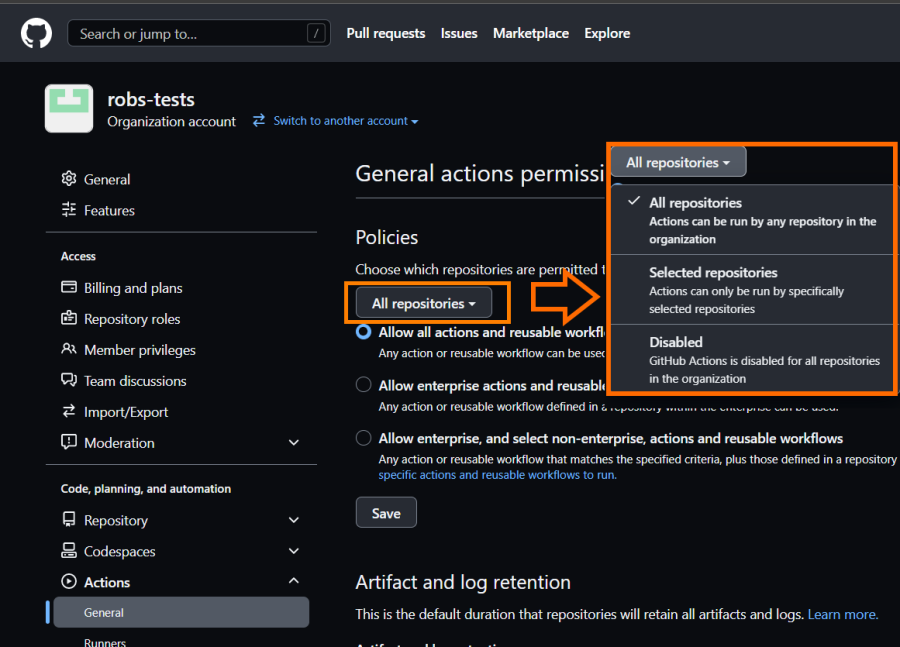 Search or jump to...
/
Pull requests
Issues
Marketplace
Explore
robs-tests
Organization account
Switch to another account
General
Features
Access
Billing and plans
Repository roles
Member privileges
Team discussions
Import/Export
Moderation
Code, planning, and automation
Repository
Codespaces
Actions
General
Runners
General actions permissi
Policies
Choose which repositories are permitted t
All repositories
Allow all actions and reusable workfl
Any action or reusable workflow can be used
Allow enterprise actions and reusable
Any action or reusable workflow defined in a repository within the enterprise can be used.
Allow enterprise, and select non-enterprise, actions and reusable workflows
Any action or reusable workflow that matches the specified criteria, plus those defined in a repository
specific actions and reusable workflows to run.
Save
Artifact and log retention
This is the default duration that repositories will retain all artifacts and logs. Learn more.
All repositories
All repositories
Actions can be run by any repository in the
organization
Selected repositories
Actions can only be run by specifically
selected repositories
Disabled
GitHub Actions is disabled for all repositories
in the organization